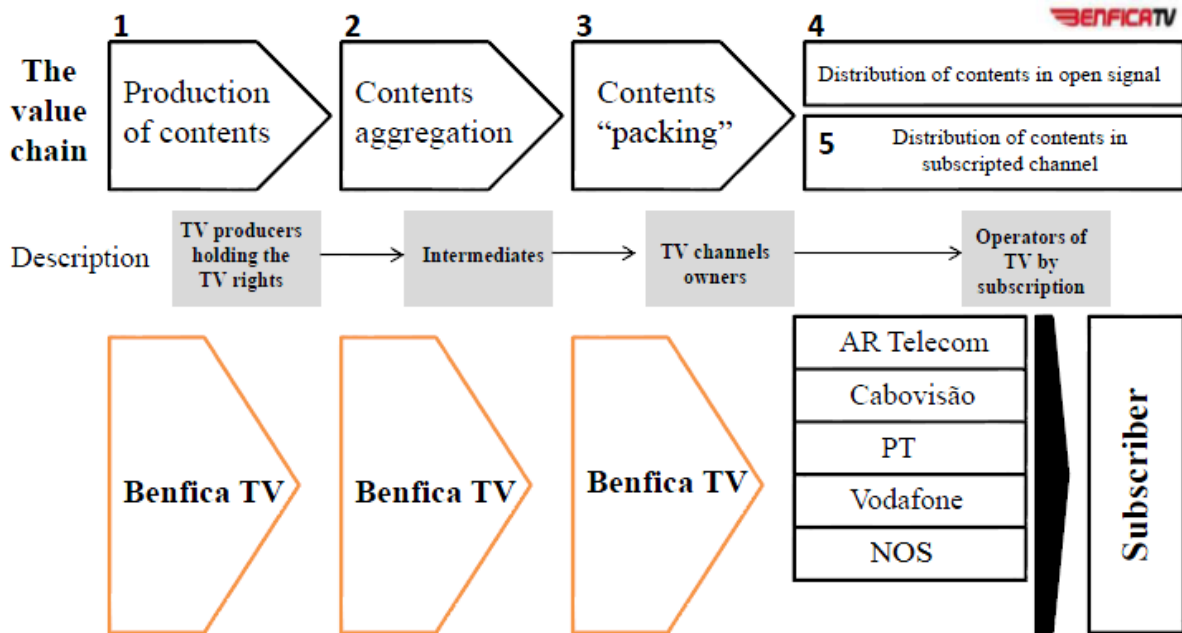 BENFICA TV
1
2
3
4
The
value
chain
Production
of contents
Contents
aggregation
Contents
“packing”
Distribution of contents in open signal
5
Distribution of contents in
subscripted channel
Description
TV producers
holding the
TV rights
Intermediates
TV channels
owners
Operators of
TV by
subscription
Benfica TV
Benfica TV
Benfica TV
AR Telecom
Cabovisão
PT
Vodafone
NOS
Subscriber